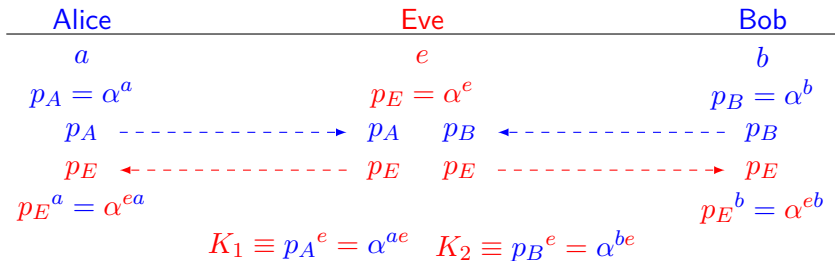 Alice Eve Bob
a e b
p_A = α^a p_E = α^e p_B = α^b
p_A p_A p_B p_B
p_E p_E p_E p_E
p_E^a = α^{ea} p_E^b = α^{eb}
K_1 ≡ p_A^e = α^{ae} K_2 ≡ p_B^e = α^{be}